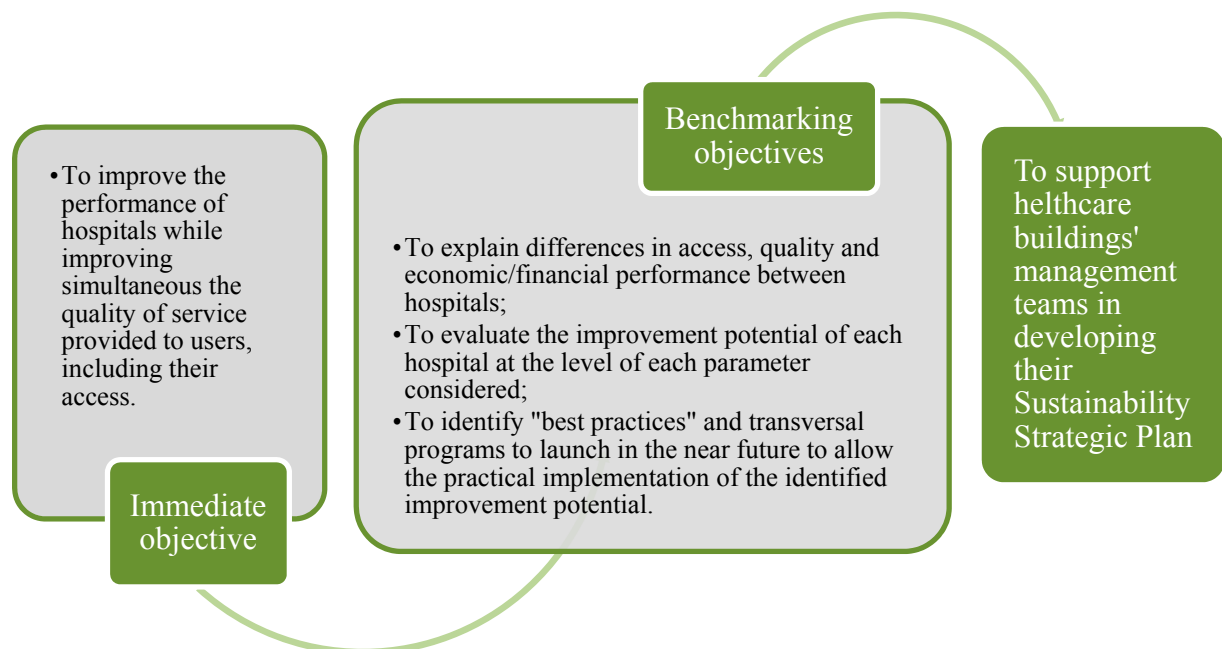 •To improve the
performance of
hospitals while
improving
simultaneous the
quality of service
provided to users,
including their
access.
Immediate
objective
Benchmarking
objectives
•To explain differences in access, quality and
economic/financial performance between
hospitals;
•To evaluate the improvement potential of each
hospital at the level of each parameter
considered;
•To identify "best practices" and transversal
programs to launch in the near future to allow
the practical implementation of the identified
improvement potential.
To support
helthcare
buildings'
management
teams in
developing
their
Sustainability
Strategic Plan